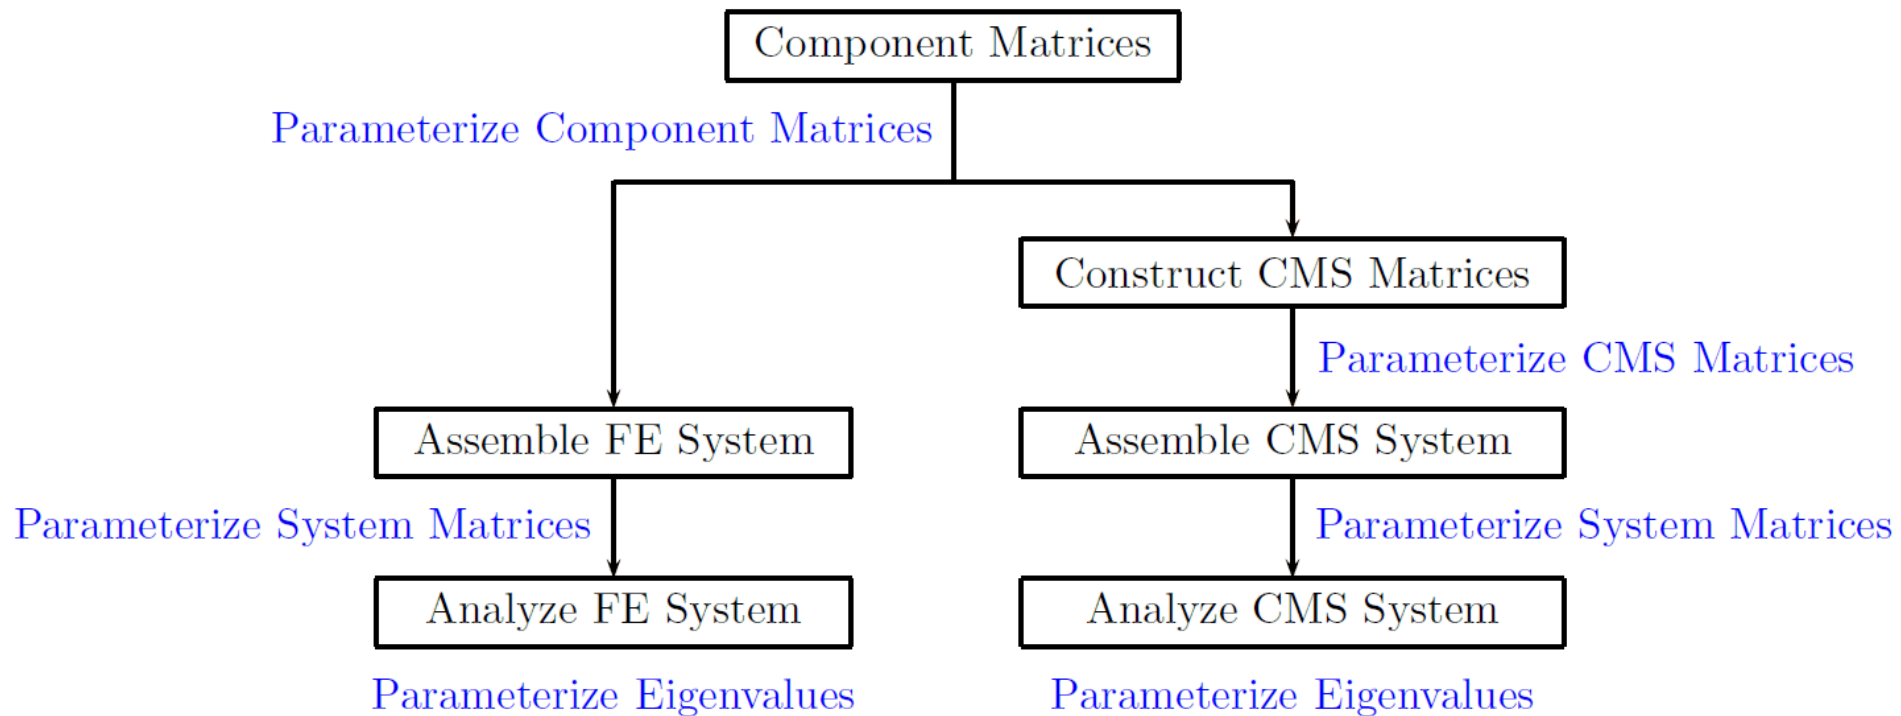 Component Matrices
Parameterize Component Matrices
Construct CMS Matrices
Parameterize CMS Matrices
Assemble FE System
Assemble CMS System
Parameterize System Matrices
Parameterize System Matrices
Analyze FE System
Analyze CMS System
Parameterize Eigenvalues
Parameterize Eigenvalues